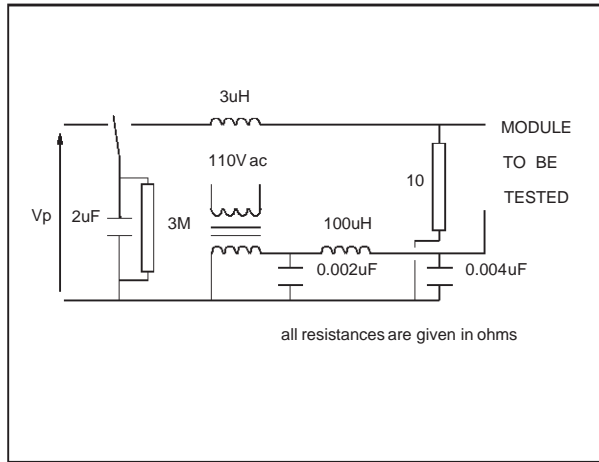 3uH
MODULE
TO BE
TESTED
110V ac
10
Vp
2uF
3M
100uH
0.002uF
0.004uF
all resistances are given in ohms